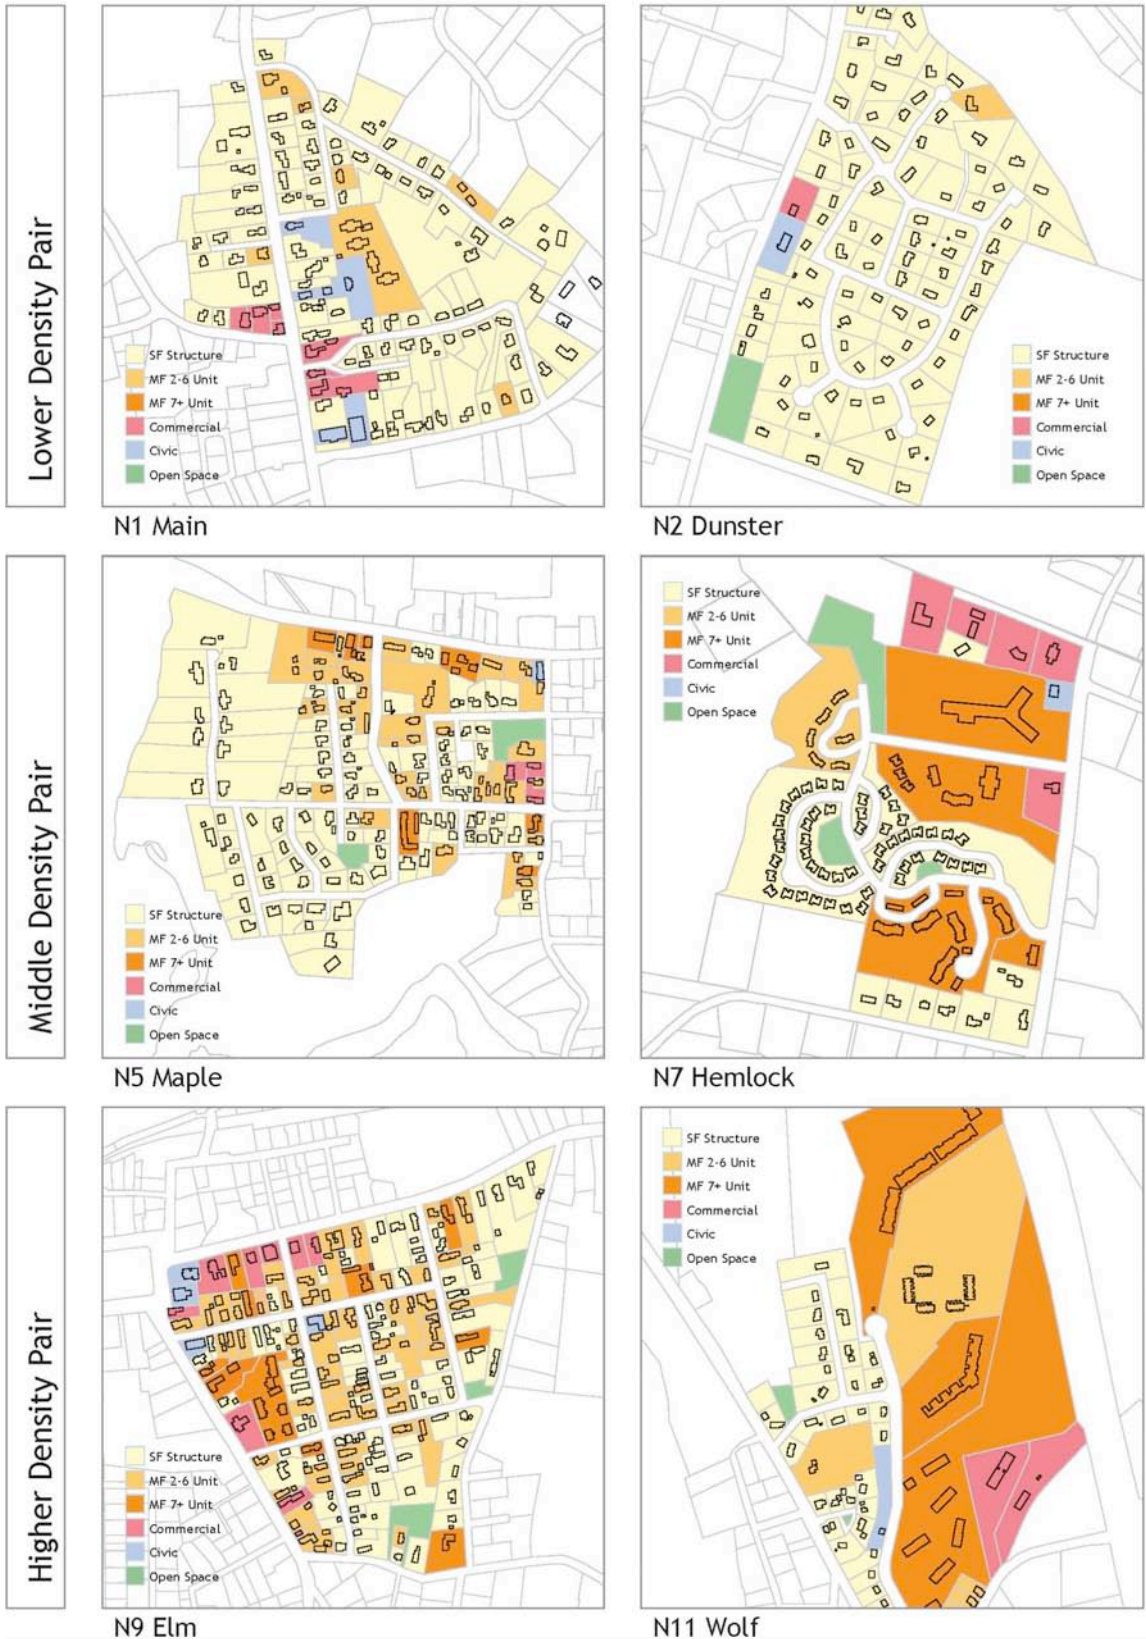 Lower Density Pair
SF Structure
MF 2-6 Unit
MF 7+ Unit
Commercial
Civic
Open Space
N1 Main
SF Structure
MF 2-6 Unit
MF 7+ Unit
Commercial
Civic
Open Space
N2 Dunster
Middle Density Pair
SF Structure
MF 2-6 Unit
MF 7+ Unit
Commercial
Civic
Open Space
N5 Maple
SF Structure
MF 2-6 Unit
MF 7+ Unit
Commercial
Civic
Open Space
N7 Hemlock
Higher Density Pair
SF Structure
MF 2-6 Unit
MF 7+ Unit
Commercial
Civic
Open Space
N9 Elm
SF Structure
MF 2-6 Unit
MF 7+ Unit
Commercial
Civic
Open Space
N11 Wolf